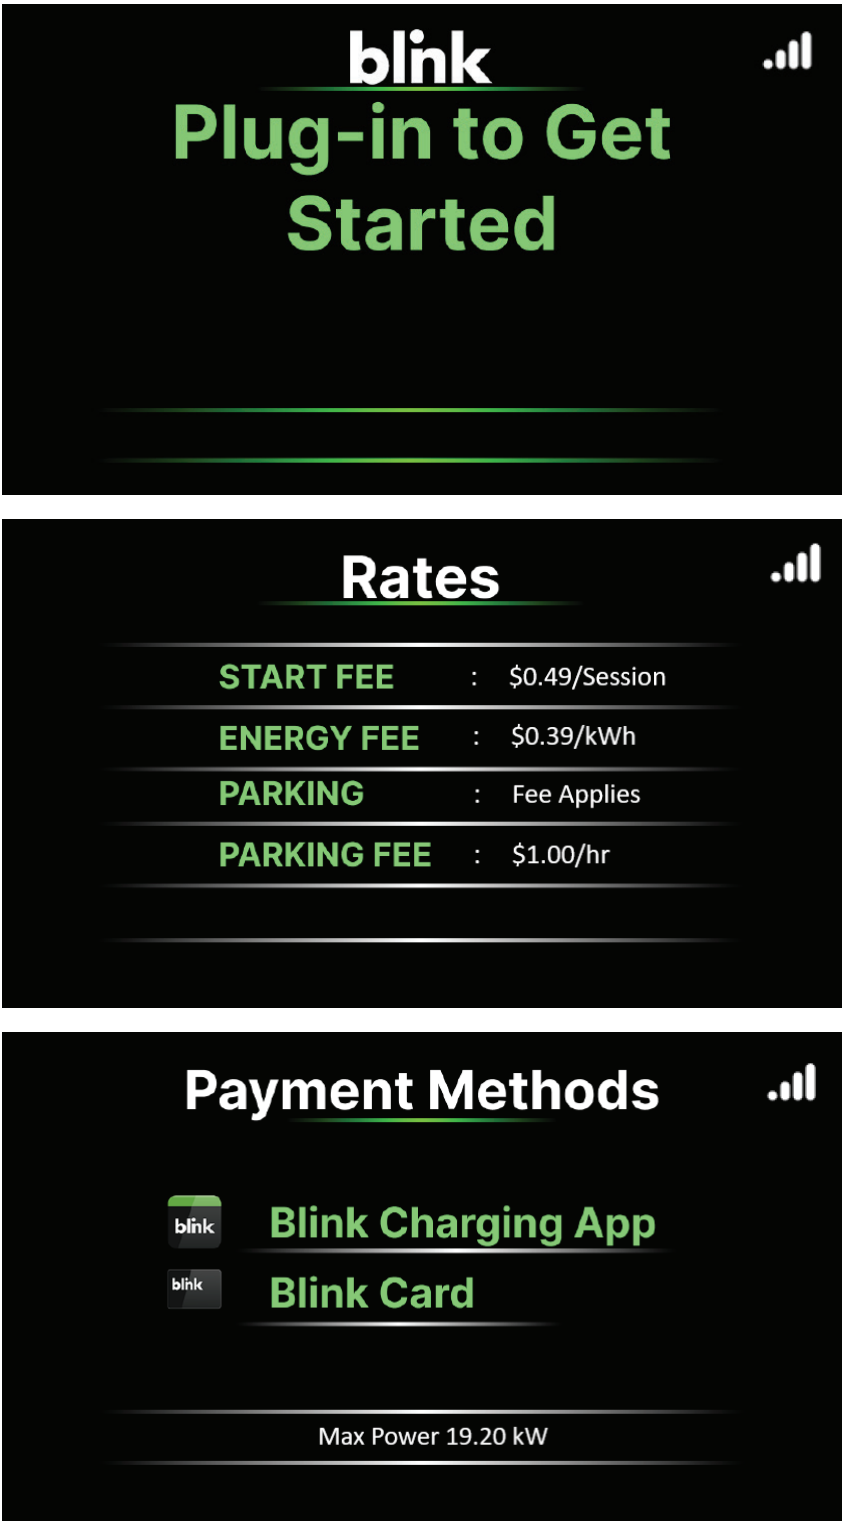 blink
Plug-in to Get
Started
Rates
START FEE : $0.49/Session
ENERGY FEE : $0.39/kWh
PARKING : Fee Applies
PARKING FEE : $1.00/hr
Payment Methods
blink Blink Charging App
blink Blink Card
Max Power 19.20 kW